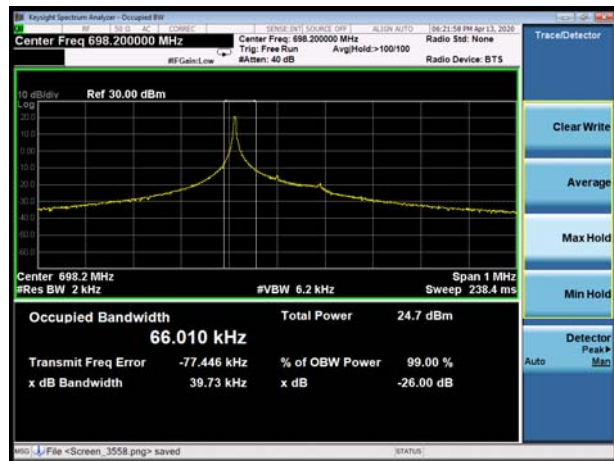 Keysight Spectrum Analyzer - Occupied BW
RF 50 Ω AC CORREC SENSE:INT SOURCE OFF ALIGN AUTO 06:21:58 PM Apr 13, 2020
Center Freq 698.200000 MHz
Center Freq: 698.200000 MHz
Radio Std: None
Trig: Free Run Avg|Hold:>100/100
#IFGain:Low #Atten: 40 dB Radio Device: BTS
Trace/Detector
10 dB/div Ref 30.00 dBm
Log
20.0
10.0
0.00
-10.0
-20.0
-30.0
-40.0
-50.0
-60.0
Center 698.2 MHz Span 1 MHz
#Res BW 2 kHz #VBW 6.2 kHz Sweep 238.4 ms
Occupied Bandwidth Total Power 24.7 dBm
66.010 kHz
Transmit Freq Error -77.446 kHz % of OBW Power 99.00 %
x dB Bandwidth 39.73 kHz x dB -26.00 dB
Clear Write
Average
Max Hold
Min Hold
Detector
Peak▶
Auto Man
MSG File <Screen_3558.png> saved STATUS